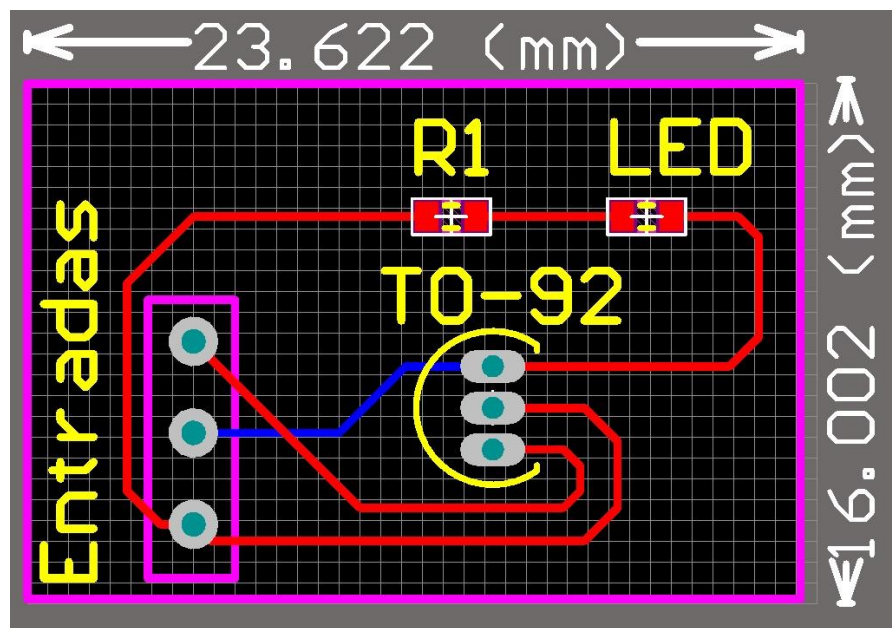 23.622 (mm)
R1 LED
TO-92
Entradas
16.002 (mm)